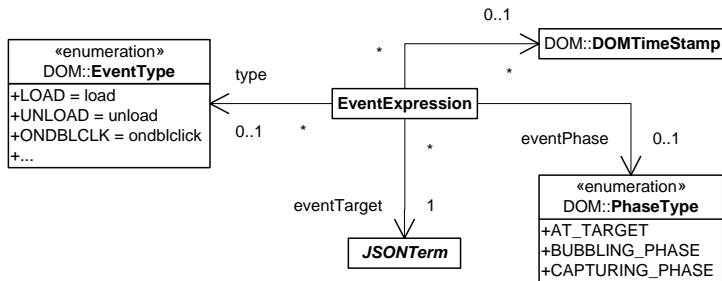 «enumeration»
DOM::EventType
+LOAD = load
+UNLOAD = unload
+ONDBLCLK = ondblclick
+...
type
0..1
*
EventExpression
*
0..1
DOM::DOMTimeStamp
*
eventPhase
0..1
*
eventTarget
1
JSONTerm
«enumeration»
DOM::PhaseType
+AT_TARGET
+BUBBLING_PHASE
+CAPTURING_PHASE